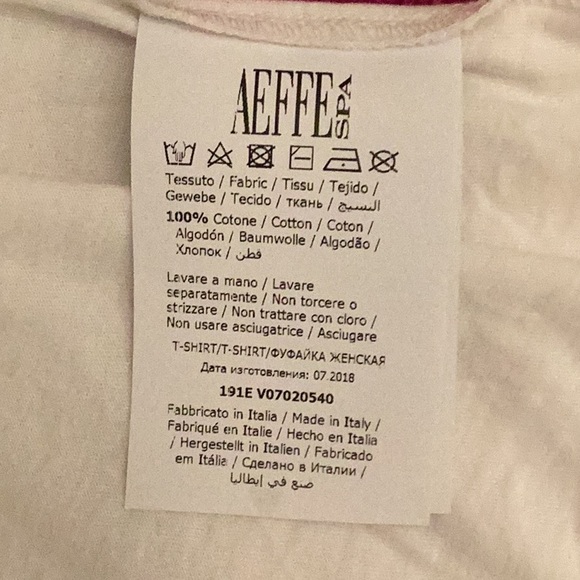 AEFFE SPA
Tessuto / Fabric / Tissu / Tejido /
Gewebe / Tecido / ткань / النسيج
100% Cotone / Cotton / Coton /
Algodón / Baumwolle / Algodão /
Хлопок / قطن
Lavare a mano / Lavare
separatamente / Non torcere o
strizzare / Non trattare con cloro /
Non usare asciugatrice / Asciugare
T-SHIRT/T-SHIRT/ФУФАЙКА ЖЕНСКАЯ
Дата изготовления: 07.2018
191E V07020540
Fabbricato in Italia / Made in Italy /
Fabriqué en Italie / Hecho en Italia
/ Hergestellt in Italien / Fabricado
em Itália / Сделано в Италии /
صنع في إيطاليا